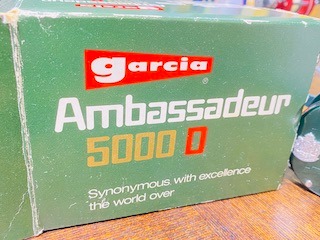 garcia
®
Ambassadeur
5000 D
Synonymous with excellence
the world over